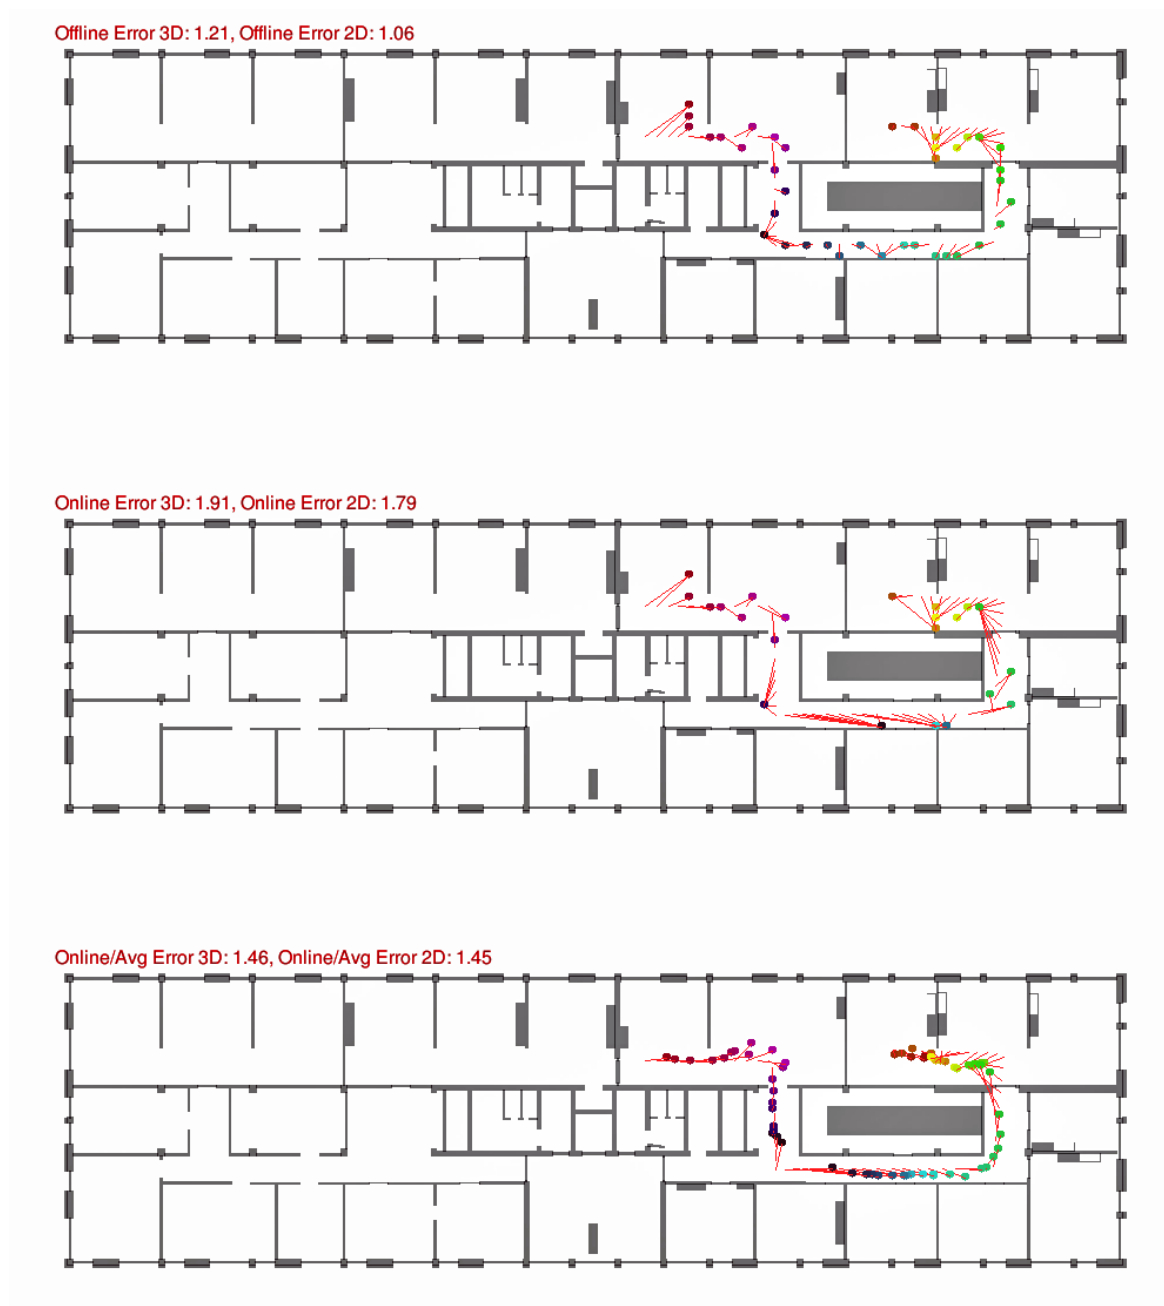 Offline Error 3D: 1.21, Offline Error 2D: 1.06
Online Error 3D: 1.91, Online Error 2D: 1.79
Online/Avg Error 3D: 1.46, Online/Avg Error 2D: 1.45